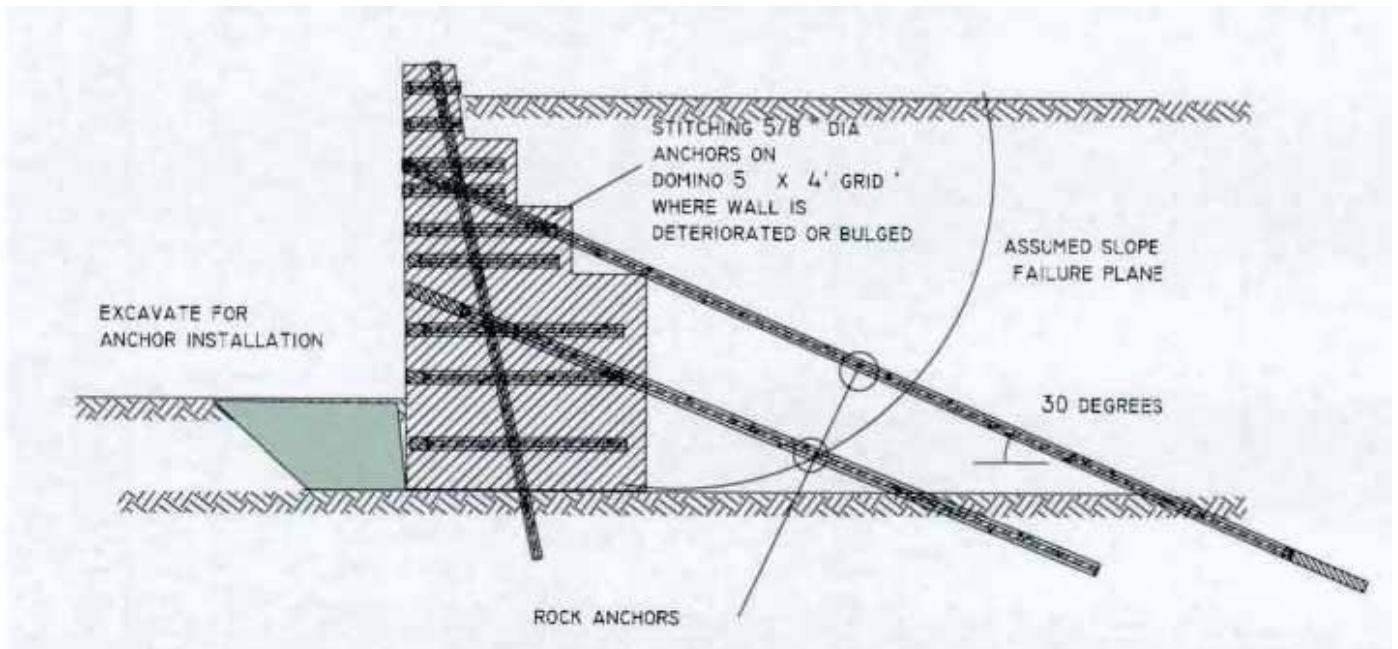 STITCHING 5/8 " DIA
ANCHORS ON
DOMINO 5 X 4' GRID '
WHERE WALL IS
DETERIORATED OR BULGED
ASSUMED SLOPE
FAILURE PLANE
EXCAVATE FOR
ANCHOR INSTALLATION
30 DEGREES
ROCK ANCHORS